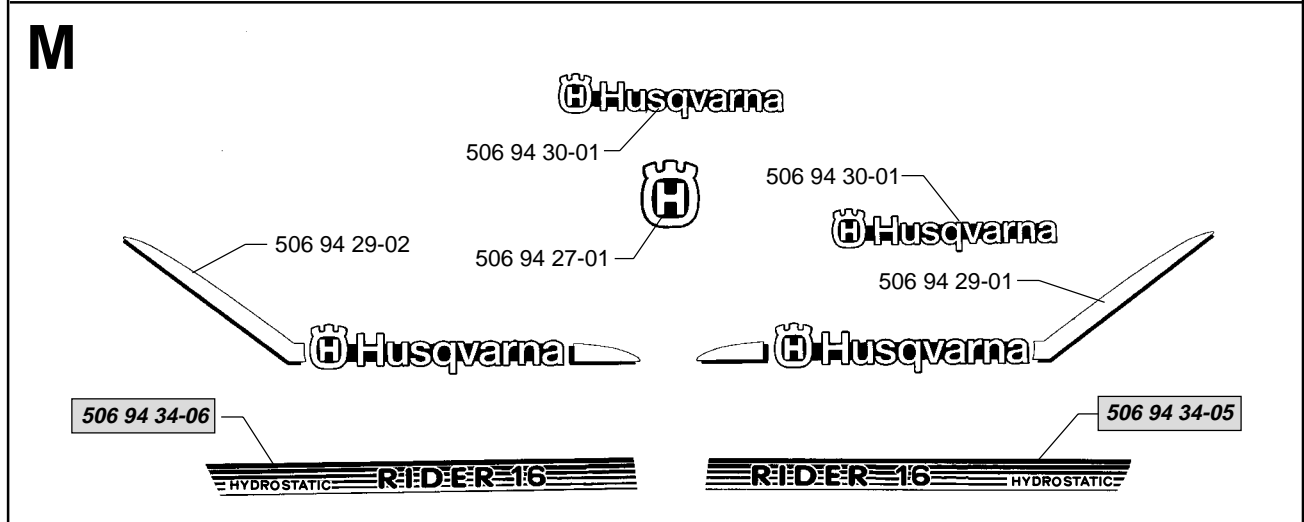 M
H Husqvarna
506 94 30-01
H
506 94 30-01
H Husqvarna
506 94 29-02
506 94 27-01
506 94 29-01
H Husqvarna
H Husqvarna
506 94 34-06
506 94 34-05
HYDROSTATIC RIDER 16
RIDER 16 HYDROSTATIC